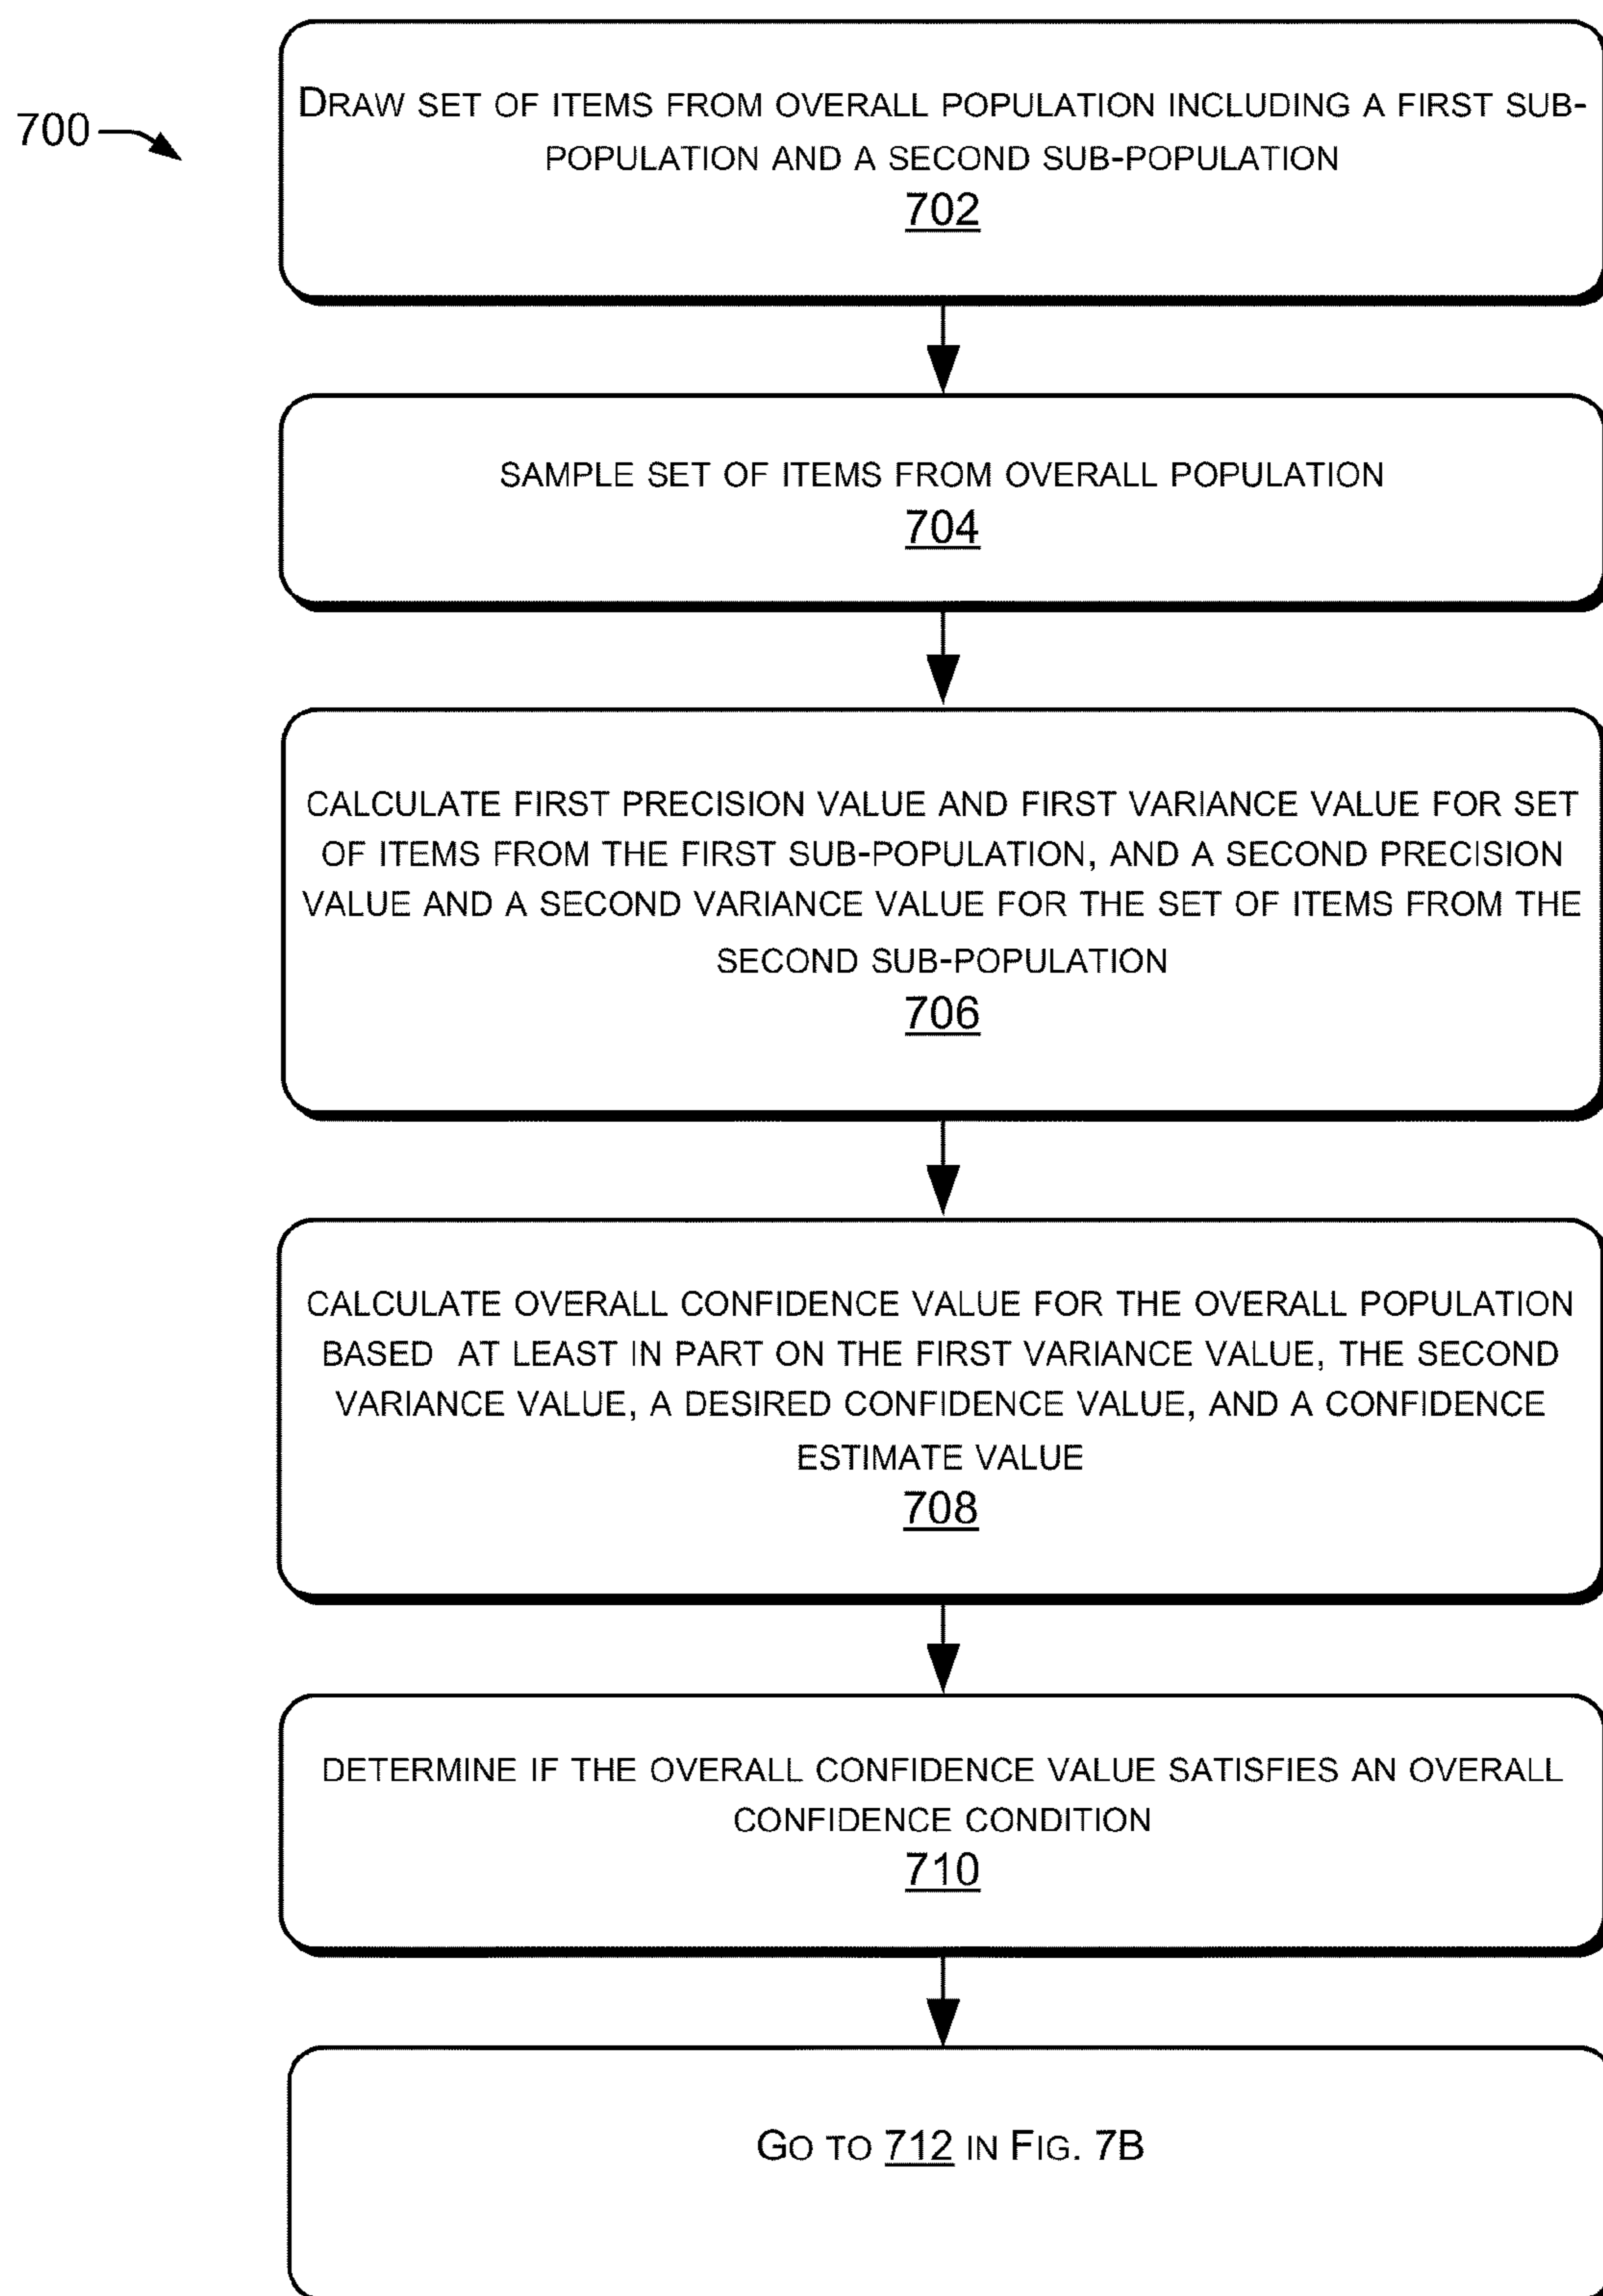 700
DRAW SET OF ITEMS FROM OVERALL POPULATION INCLUDING A FIRST SUB-
POPULATION AND A SECOND SUB-POPULATION
702
SAMPLE SET OF ITEMS FROM OVERALL POPULATION
704
CALCULATE FIRST PRECISION VALUE AND FIRST VARIANCE VALUE FOR SET
OF ITEMS FROM THE FIRST SUB-POPULATION, AND A SECOND PRECISION
VALUE AND A SECOND VARIANCE VALUE FOR THE SET OF ITEMS FROM THE
SECOND SUB-POPULATION
706
CALCULATE OVERALL CONFIDENCE VALUE FOR THE OVERALL POPULATION
BASED AT LEAST IN PART ON THE FIRST VARIANCE VALUE, THE SECOND
VARIANCE VALUE, A DESIRED CONFIDENCE VALUE, AND A CONFIDENCE
ESTIMATE VALUE
708
DETERMINE IF THE OVERALL CONFIDENCE VALUE SATISFIES AN OVERALL
CONFIDENCE CONDITION
710
GO TO 712 IN FIG. 7B